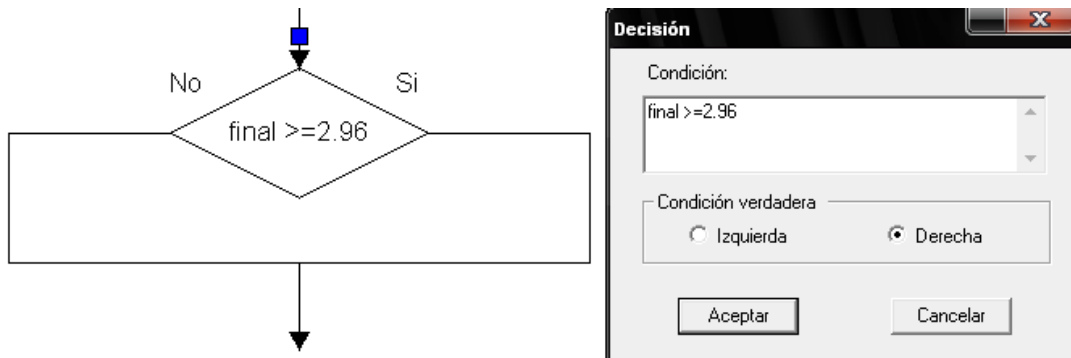 No
Si
final >=2.96
Decisión
X
Condición:
final >=2.96
Condición verdadera
Izquierda
Derecha
Aceptar
Cancelar